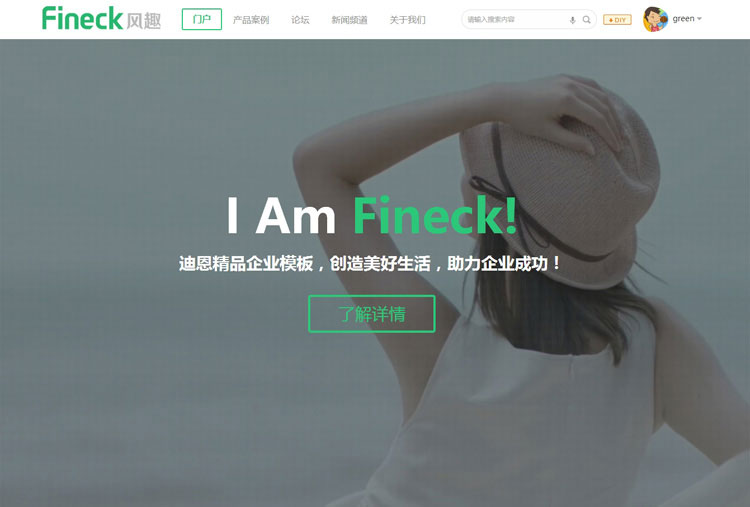 Fineck风趣
门户 产品案例 论坛 新闻频道 关于我们 请输入搜索内容 DIY green
I Am Fineck!
迪恩精品企业模板，创造美好生活，助力企业成功！
了解详情